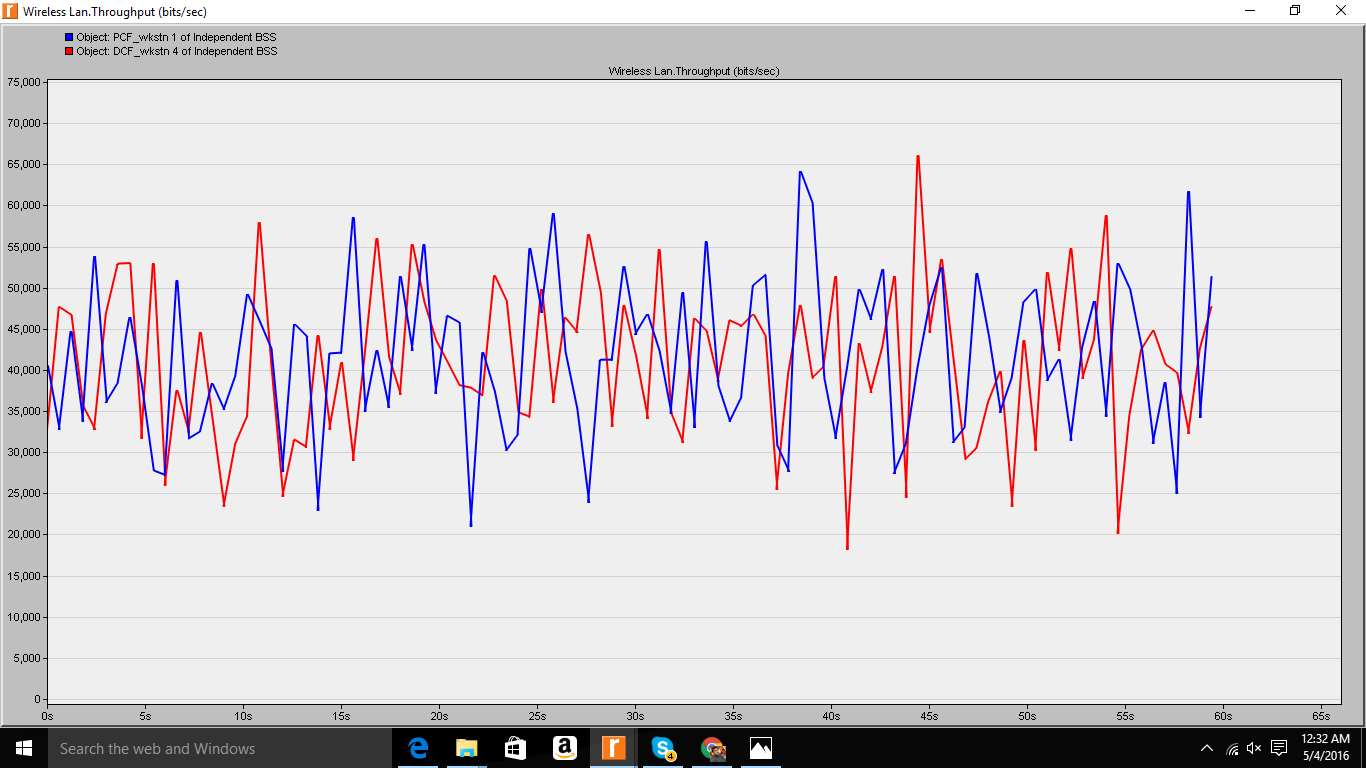 Wireless Lan.Throughput (bits/sec)
Object: PCF_wkstn 1 of Independent BSS
Object: DCF_wkstn 4 of Independent BSS
Wireless Lan.Throughput (bits/sec)
75,000
70,000
65,000
60,000
55,000
50,000
45,000
40,000
35,000
30,000
25,000
20,000
15,000
10,000
5,000
0
0s 5s 10s 15s 20s 25s 30s 35s 40s 45s 50s 55s 60s 65s
Search the web and Windows
4
12:32 AM
5/4/2016